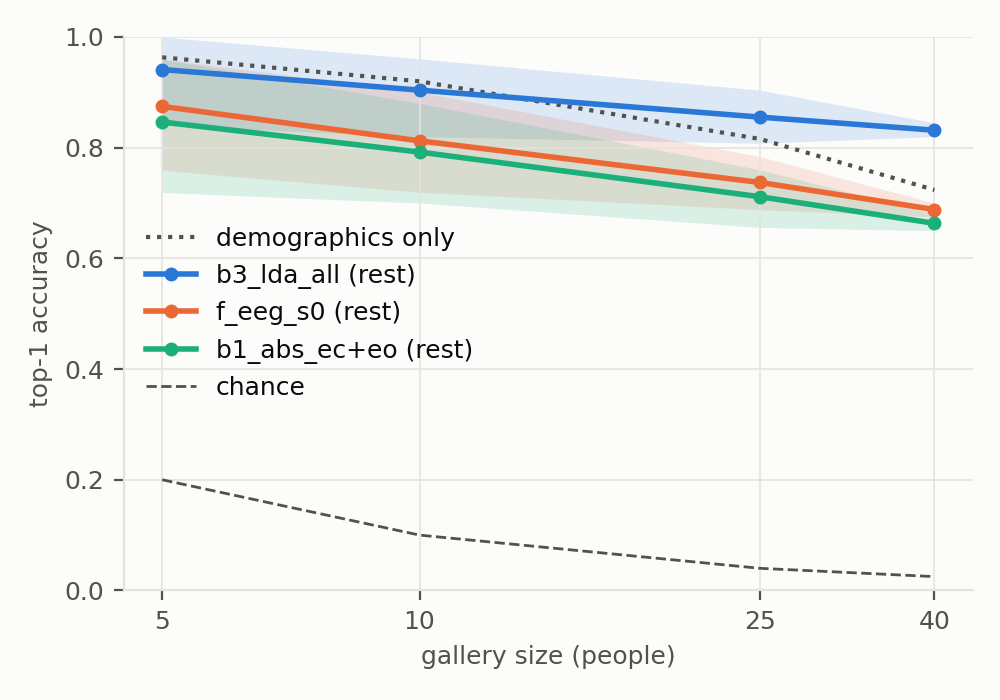 1.0
0.8
0.6
0.4
0.2
0.0
top-1 accuracy
demographics only
b3_lda_all (rest)
f_eeg_s0 (rest)
b1_abs_ec+eo (rest)
chance
5 10 25 40
gallery size (people)